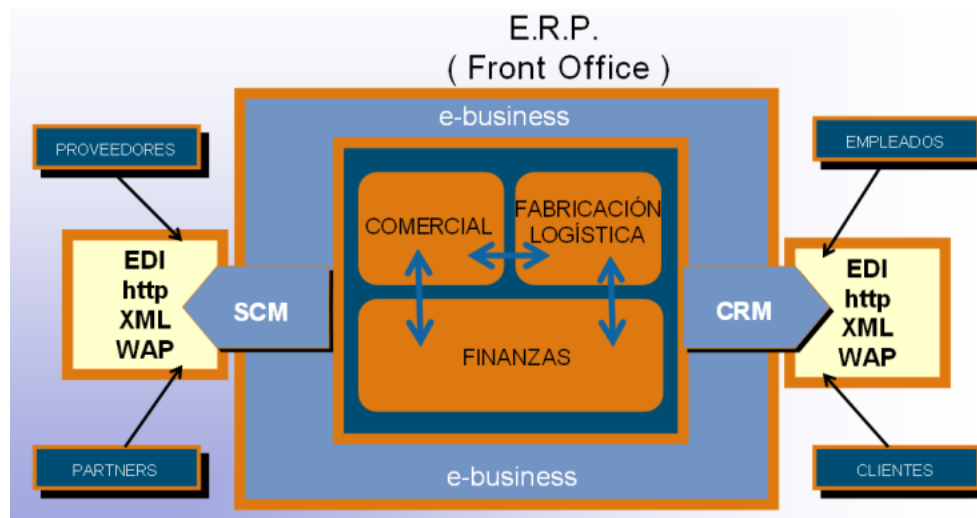 E.R.P.
( Front Office )
e-business
PROVEEDORES
EMPLEADOS
COMERCIAL
FABRICACIÓN
LOGÍSTICA
EDI
http
XML
WAP
SCM
CRM
EDI
http
XML
WAP
FINANZAS
PARTNERS
e-business
CLIENTES